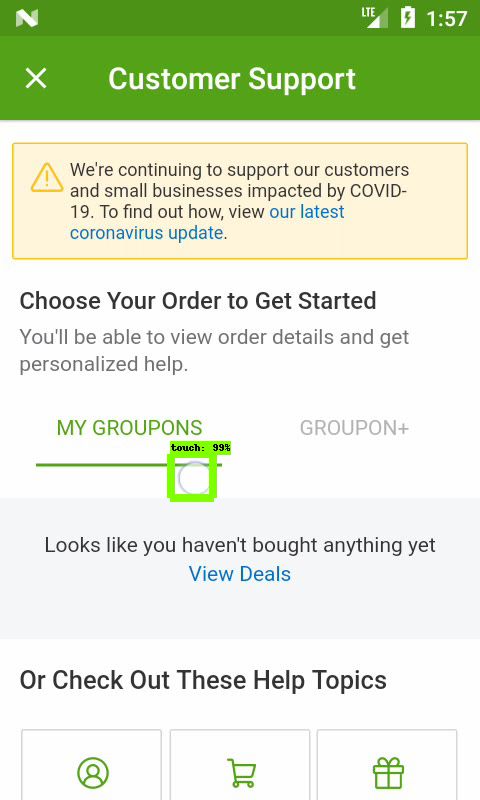 LTE 1:57
Customer Support
We're continuing to support our customers
and small businesses impacted by COVID-
19. To find out how, view our latest
coronavirus update.
Choose Your Order to Get Started
You'll be able to view order details and get
personalized help.
MY GROUPONS GROUPON+
touch: 99%
Looks like you haven't bought anything yet
View Deals
Or Check Out These Help Topics